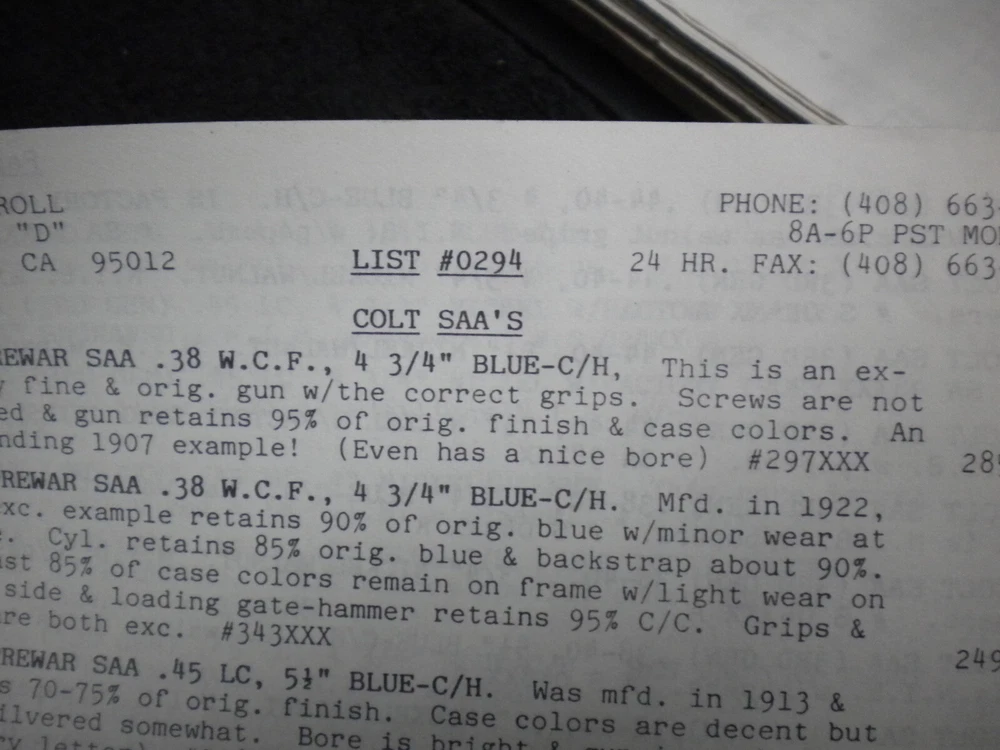 ROLL PHONE: (408) 663-
"D" 8A-6P PST MO
CA 95012 LIST #0294 24 HR. FAX: (408) 663-
COLT SAA'S
REWAR SAA .38 W.C.F., 4 3/4" BLUE-C/H, This is an ex-
y fine & orig. gun w/the correct grips. Screws are not
ed & gun retains 95% of orig. finish & case colors. An
nding 1907 example! (Even has a nice bore) #297XXX 289
REWAR SAA .38 W.C.F., 4 3/4" BLUE-C/H. Mfd. in 1922,
xc. example retains 90% of orig. blue w/minor wear at
. Cyl. retains 85% orig. blue & backstrap about 90%.
st 85% of case colors remain on frame w/light wear on
side & loading gate-hammer retains 95% C/C. Grips &
re both exc. #343XXX 249
REWAR SAA .45 LC, 5½" BLUE-C/H. Was mfd. in 1913 &
s 70-75% of orig. finish. Case colors are decent but
ilvered somewhat. Bore is bright &